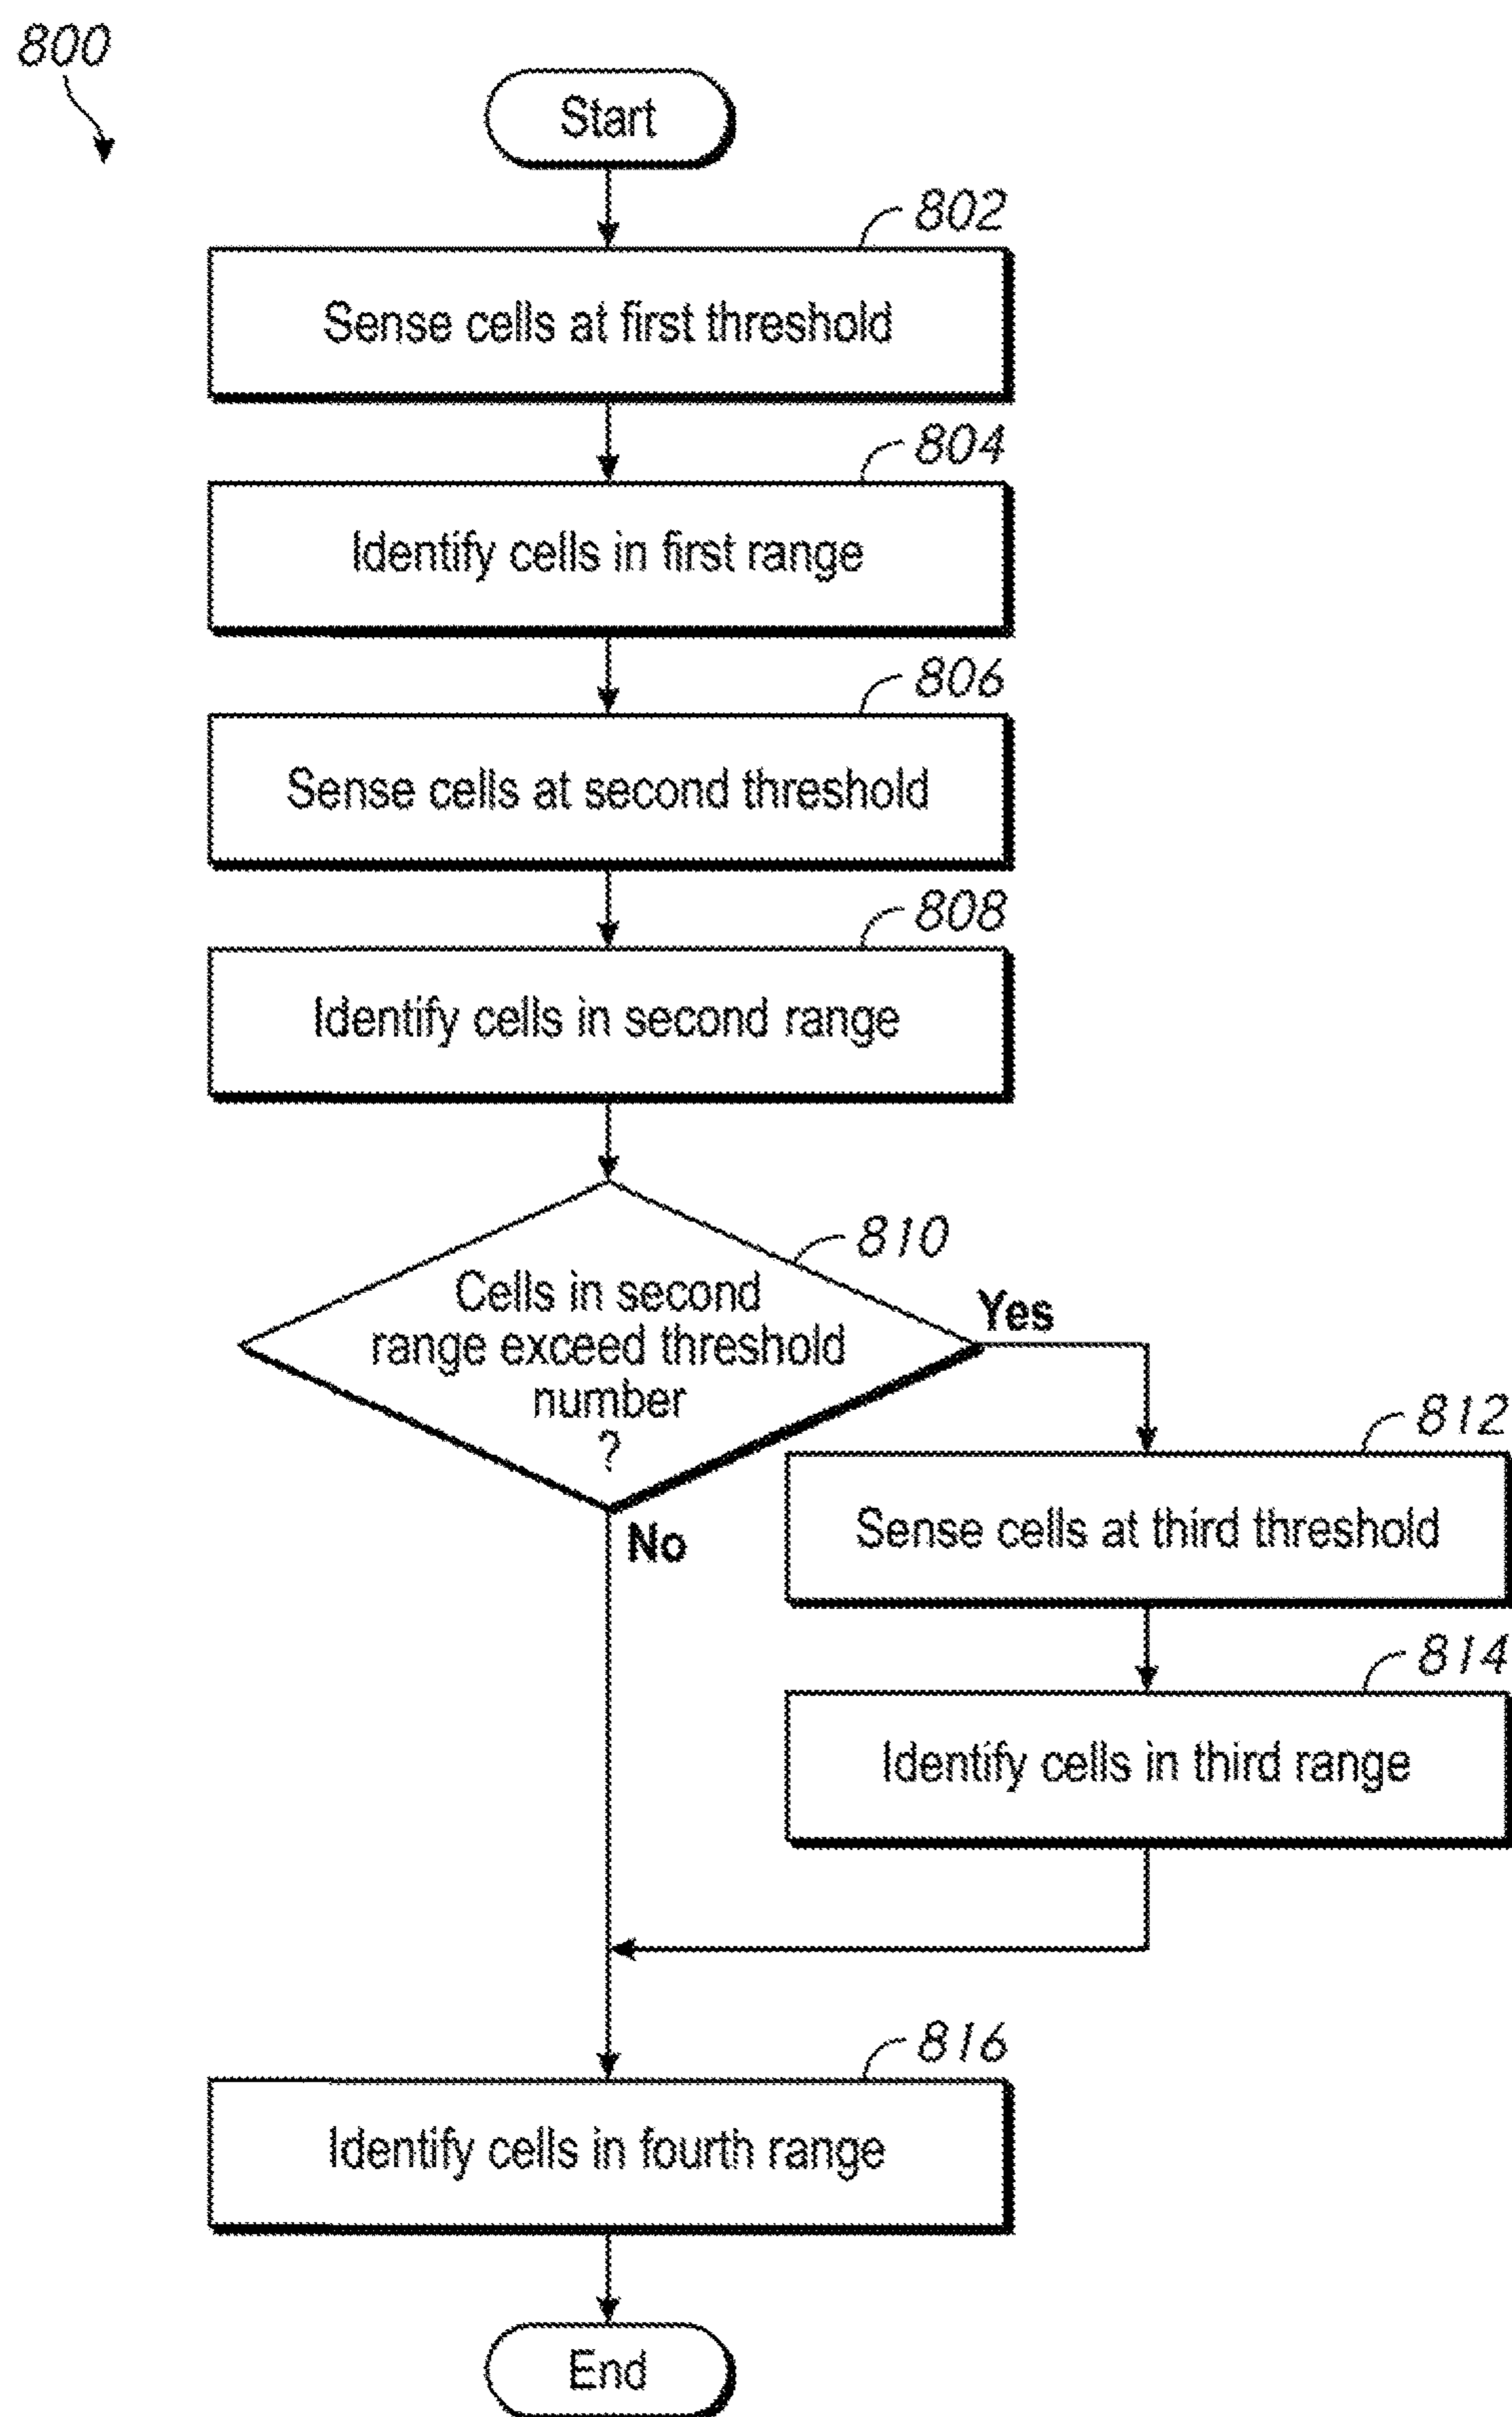 800
Start
802
Sense cells at first threshold
804
Identify cells in first range
806
Sense cells at second threshold
808
Identify cells in second range
810
Cells in second
range exceed threshold
number
?
Yes
No
812
Sense cells at third threshold
814
Identify cells in third range
816
Identify cells in fourth range
End